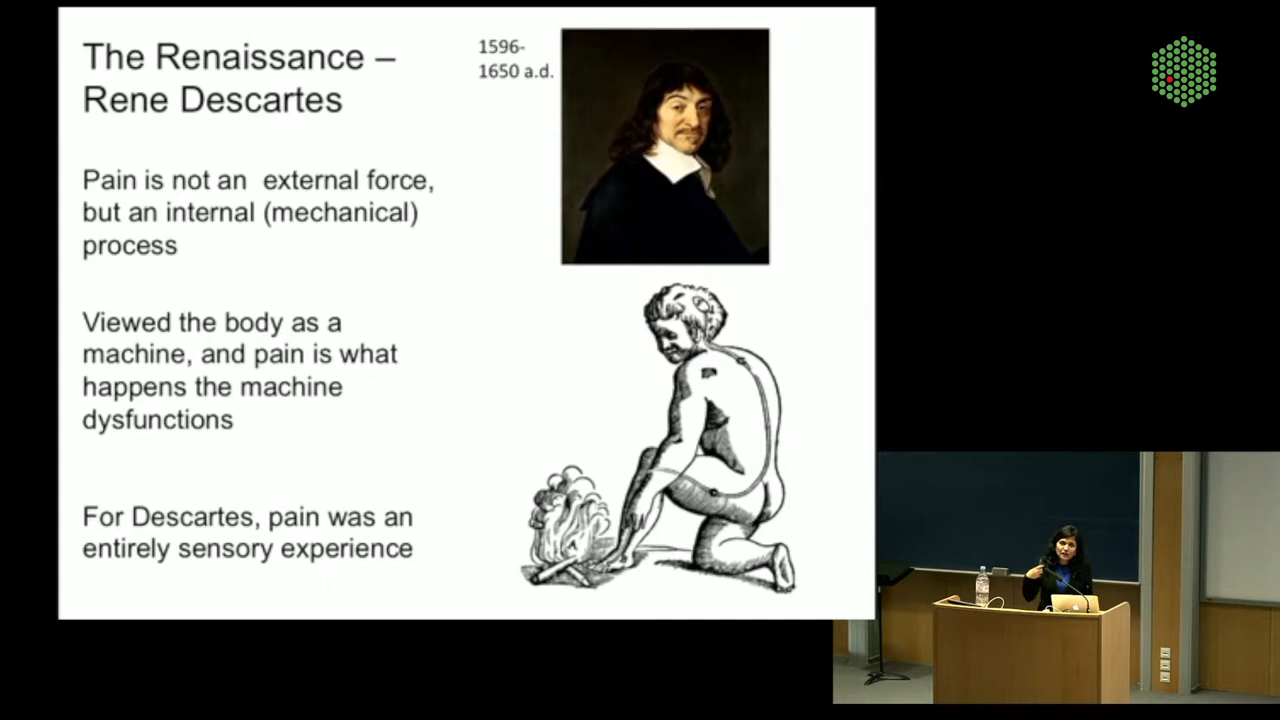 The Renaissance –
Rene Descartes
1596-
1650 a.d.
Pain is not an external force,
but an internal (mechanical)
process
Viewed the body as a
machine, and pain is what
happens the machine
dysfunctions
For Descartes, pain was an
entirely sensory experience